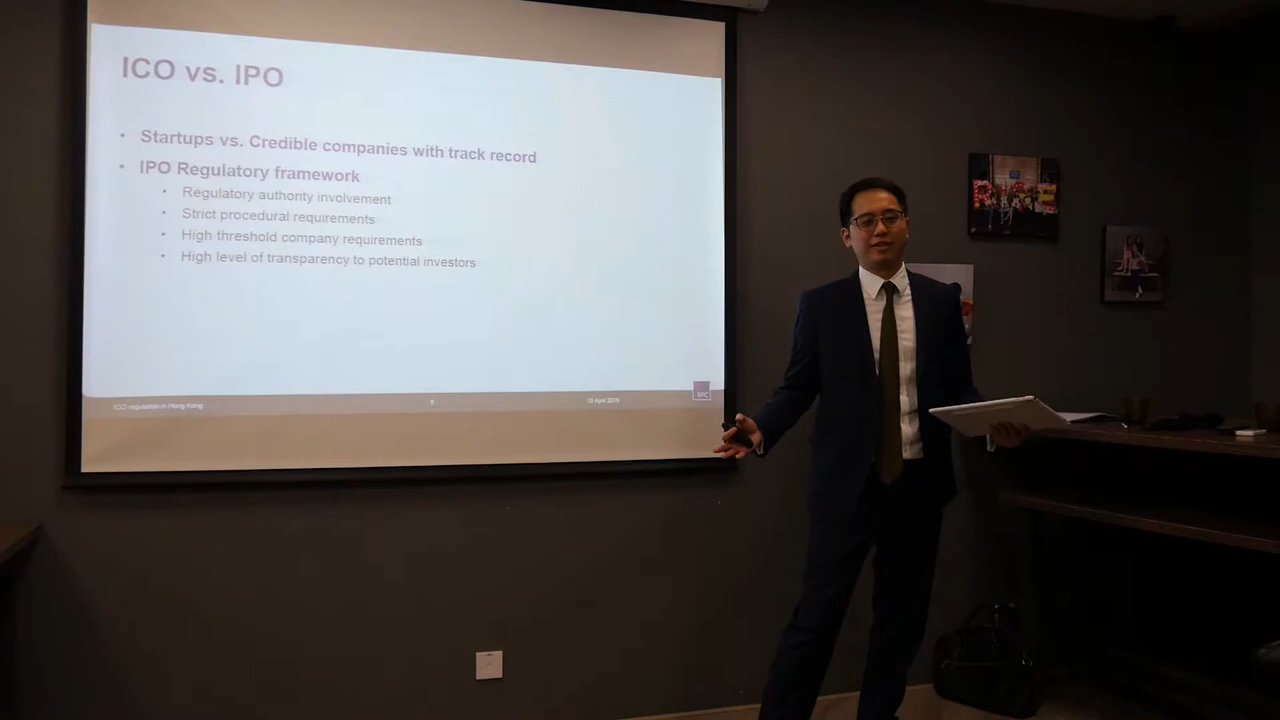 ICO vs. IPO
• Startups vs. Credible companies with track record
• IPO Regulatory framework
• Regulatory authority involvement
• Strict procedural requirements
• High threshold company requirements
• High level of transparency to potential investors
ICO regulation in Hong Kong
10 April 2018
RPC